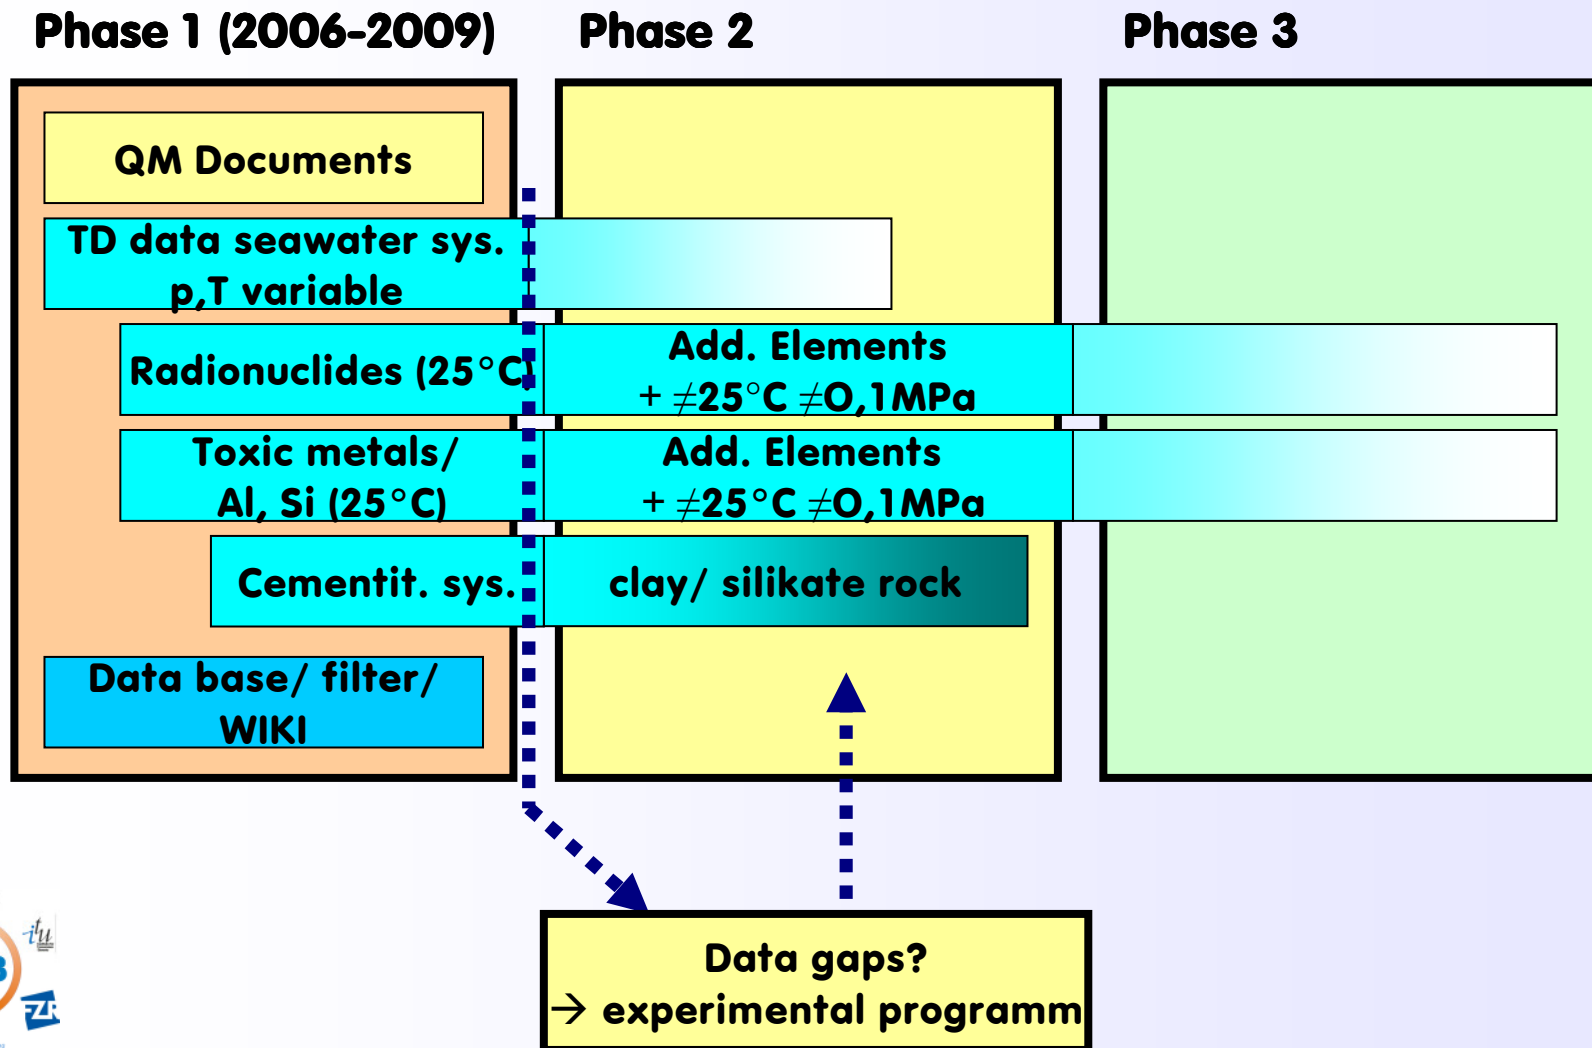 Phase 1 (2006-2009)
Phase 2
Phase 3
QM Documents
TD data seawater sys.
p,T variable
Radionuclides (25°C)
Add. Elements
+ ≠25°C ≠0,1MPa
Toxic metals/
Al, Si (25°C)
Add. Elements
+ ≠25°C ≠0,1MPa
Cementit. sys.
clay/ silikate rock
Data base/ filter/
WIKI
Data gaps?
→ experimental programm
itu
FZR